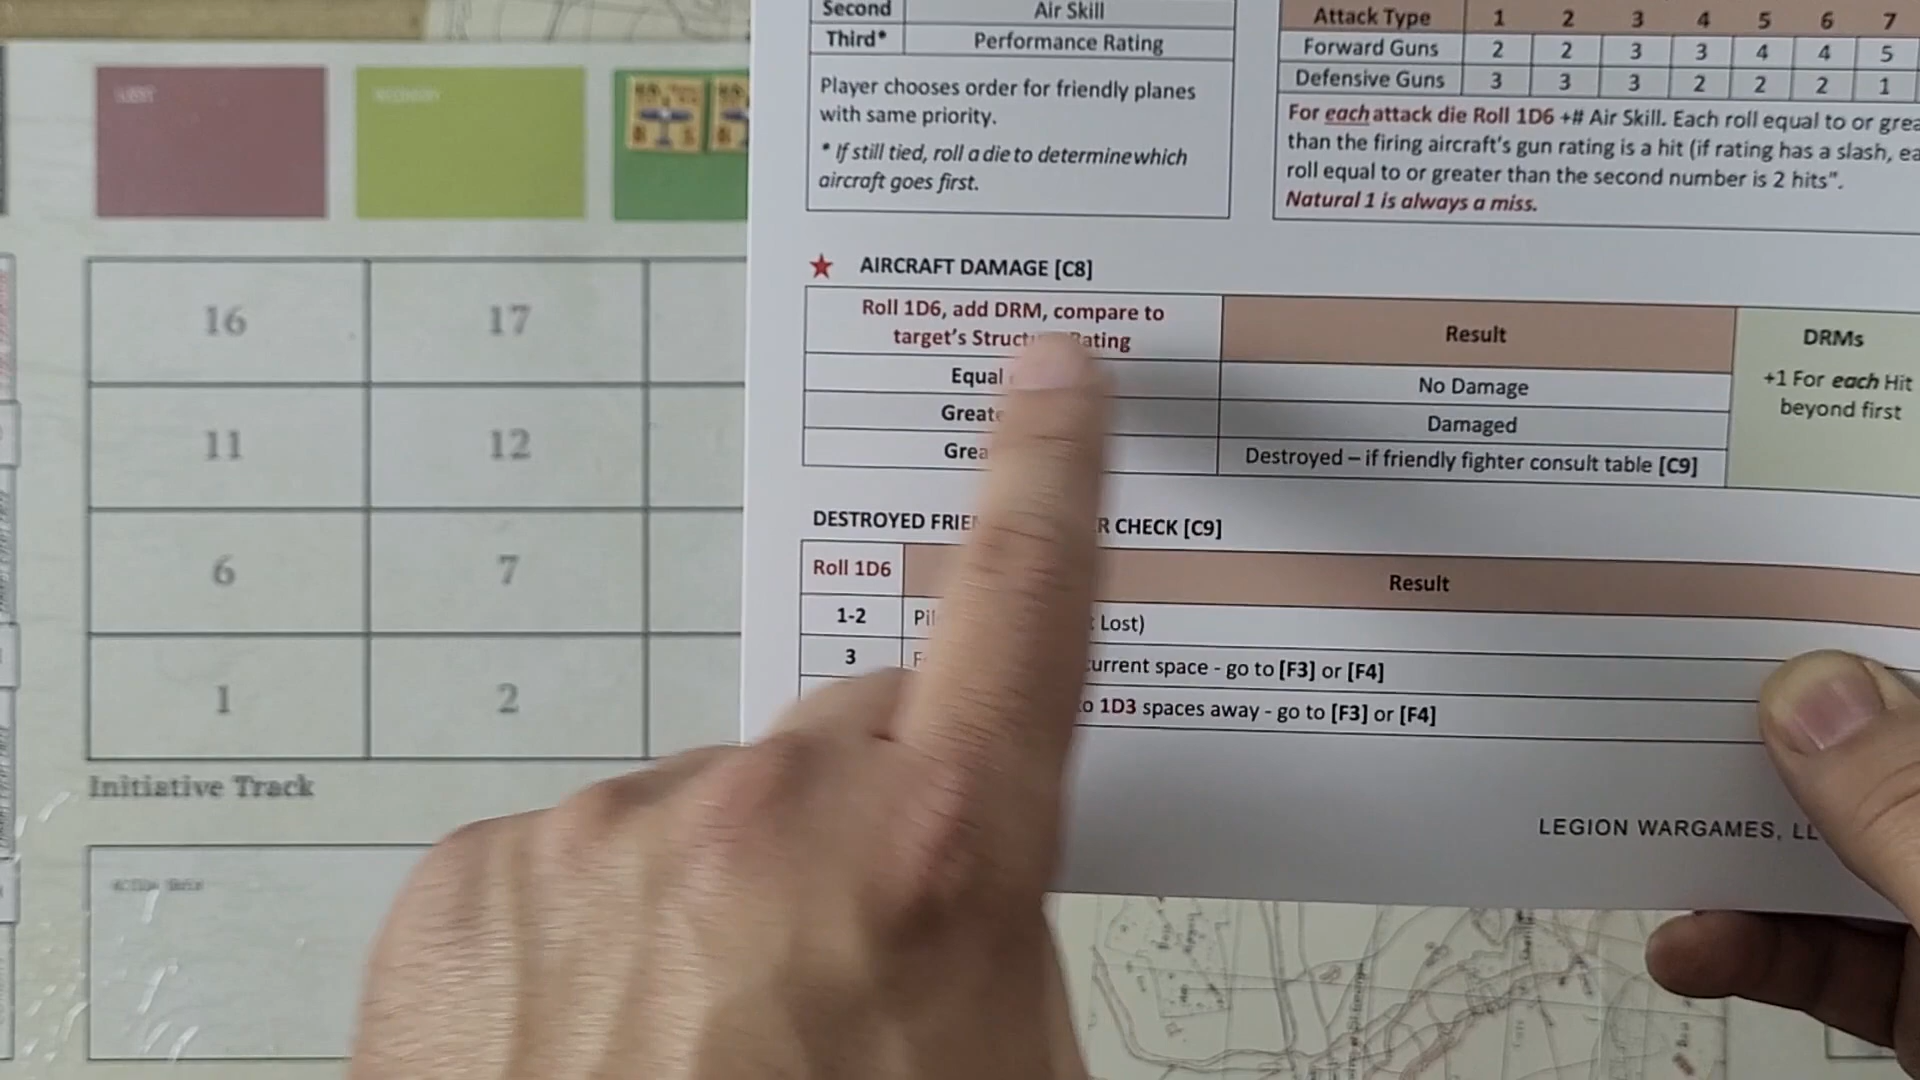 Second Air Skill
Third* Performance Rating
Player chooses order for friendly planes
with same priority.
* If still tied, roll a die to determine which
aircraft goes first.
Attack Type 1 2 3 4 5 6 7
Forward Guns 2 2 3 3 4 4 5
Defensive Guns 3 3 3 2 2 2 1
For each attack die Roll 1D6 +# Air Skill. Each roll equal to or grea
than the firing aircraft's gun rating is a hit (if rating has a slash, ea
roll equal to or greater than the second number is 2 hits".
Natural 1 is always a miss.
LOST
RECOVERY
AIRCRAFT DAMAGE [C8]
Roll 1D6, add DRM, compare to
target's Struct Rating
Result
DRMs
+1 For each Hit
beyond first
Equal No Damage
Great Damaged
Grea Destroyed – if friendly fighter consult table [C9]
DESTROYED FRIE R CHECK [C9]
Roll 1D6 Result
1-2 Pil Lost)
3 F urrent space - go to [F3] or [F4]
o 1D3 spaces away - go to [F3] or [F4]
LEGION WARGAMES, LL
16 17
11 12
6 7
1 2
Initiative Track